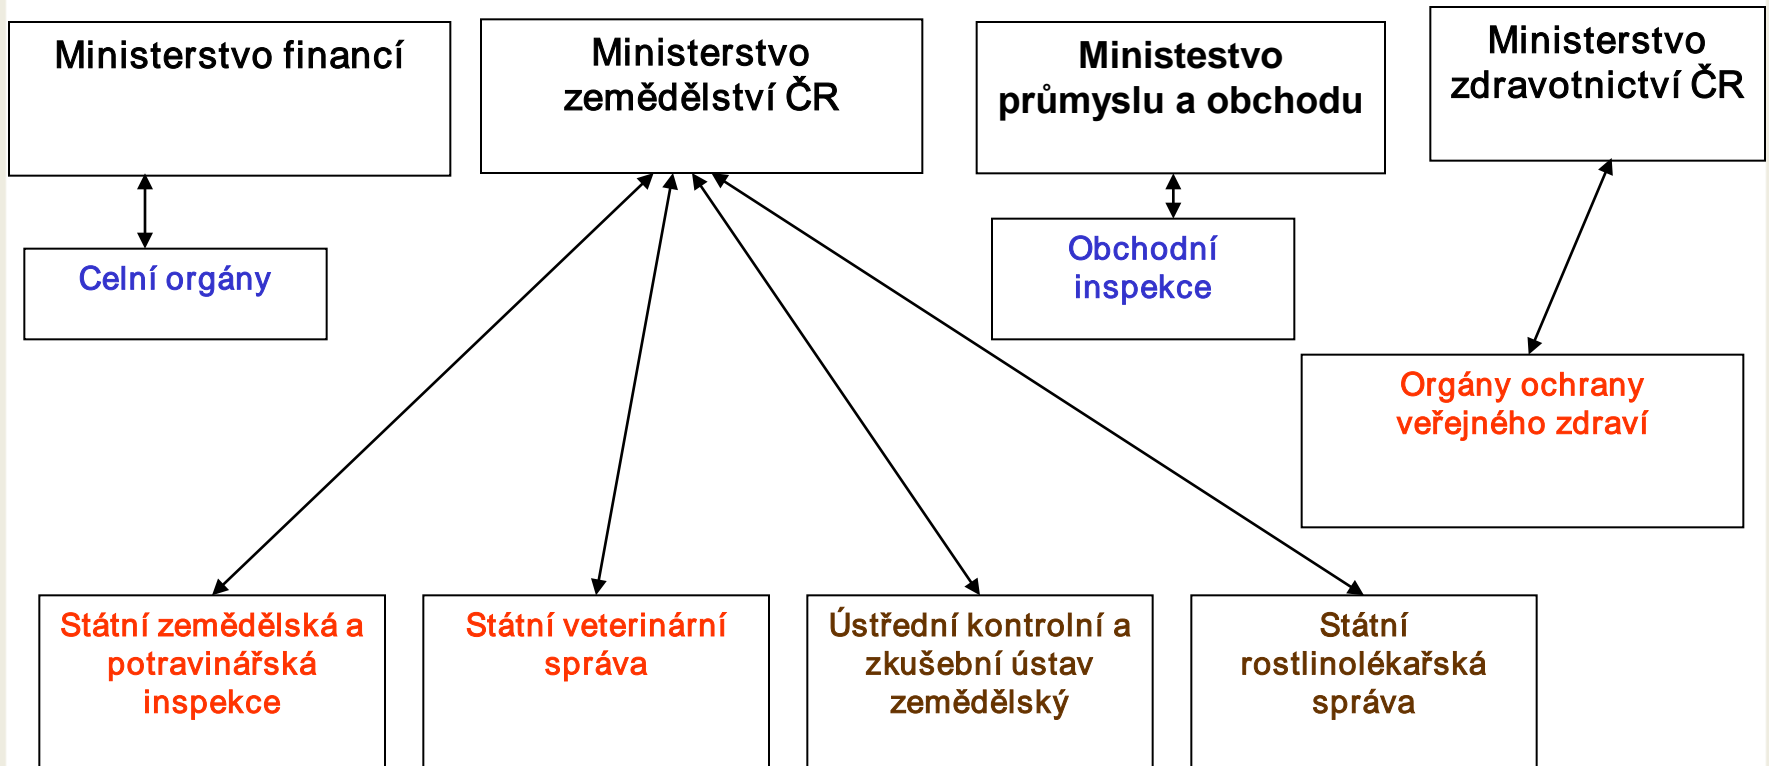 Ministerstvo financí
Ministerstvo
zemědělství ČR
Ministestvo
průmyslu a obchodu
Ministerstvo
zdravotnictví ČR
Celní orgány
Obchodní
inspekce
Orgány ochrany
veřejného zdraví
Státní zemědělská a
potravinářská
inspekce
Státní veterinární
správa
Ústřední kontrolní a
zkušební ústav
zemědělský
Státní
rostlinolékařská
správa